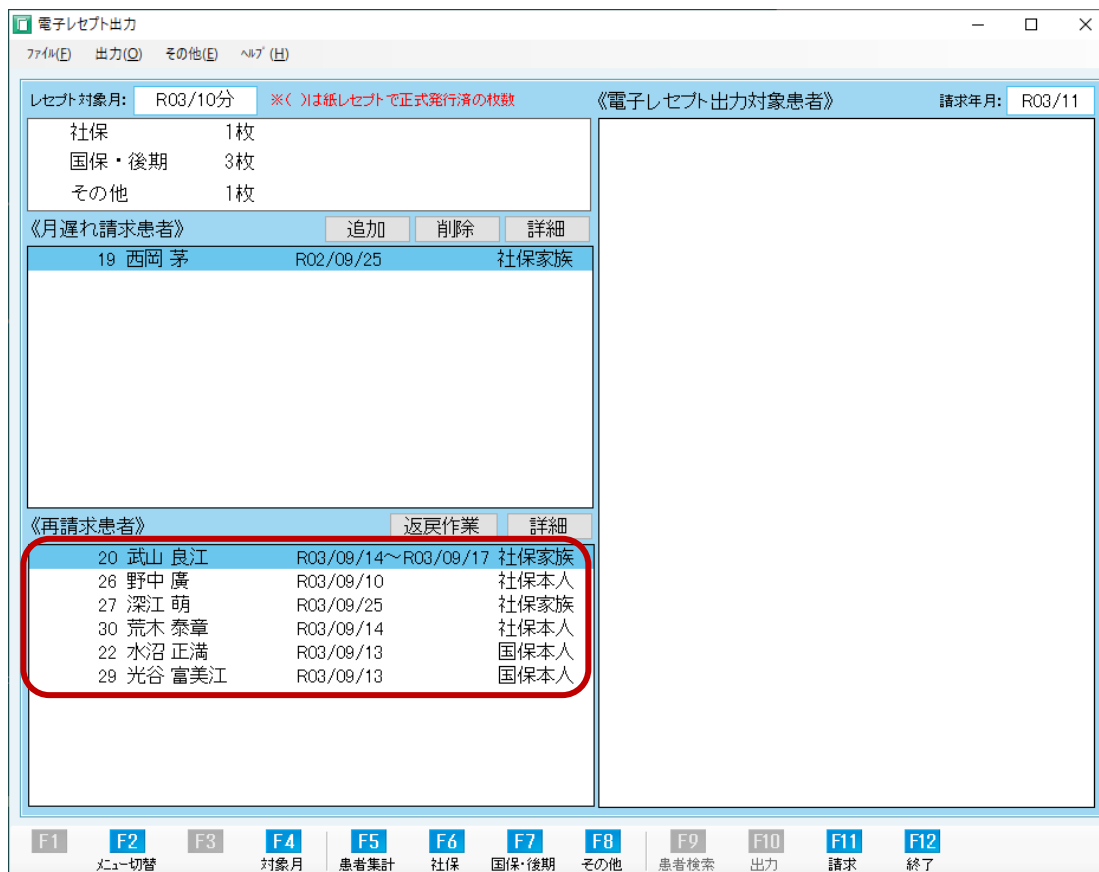 電子レセプト出力
ﾌｧｲﾙ(F) 出力(O) その他(E) ﾍﾙﾌﾟ(H)
レセプト対象月: R03/10分 ※( )は紙レセプトで正式発行済の枚数
社保 1枚
国保・後期 3枚
その他 1枚
《月遅れ請求患者》 追加 削除 詳細
19 西岡 茅 R02/09/25 社保家族
《再請求患者》 返戻作業 詳細
20 武山 良江 R03/09/14～R03/09/17 社保家族
26 野中 廣 R03/09/10 社保本人
27 深江 萌 R03/09/25 社保家族
30 荒木 泰章 R03/09/14 社保本人
22 水沼 正満 R03/09/13 国保本人
29 光谷 富美江 R03/09/13 国保本人
《電子レセプト出力対象患者》 請求年月: R03/11
F1 F2 F3 F4 F5 F6 F7 F8 F9 F10 F11 F12
ﾒﾆｭｰ切替 対象月 患者集計 社保 国保・後期 その他 患者検索 出力 請求 終了